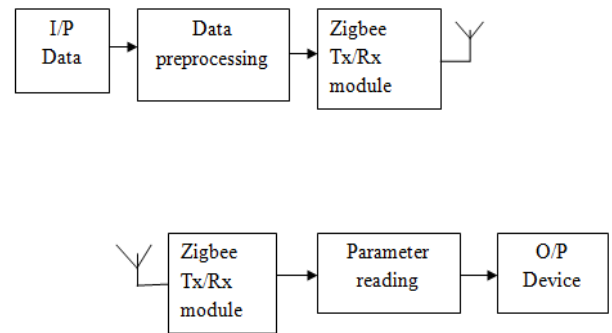 I/P
Data
Data
preprocessing
Zigbee
Tx/Rx
module
Zigbee
Tx/Rx
module
Parameter
reading
O/P
Device